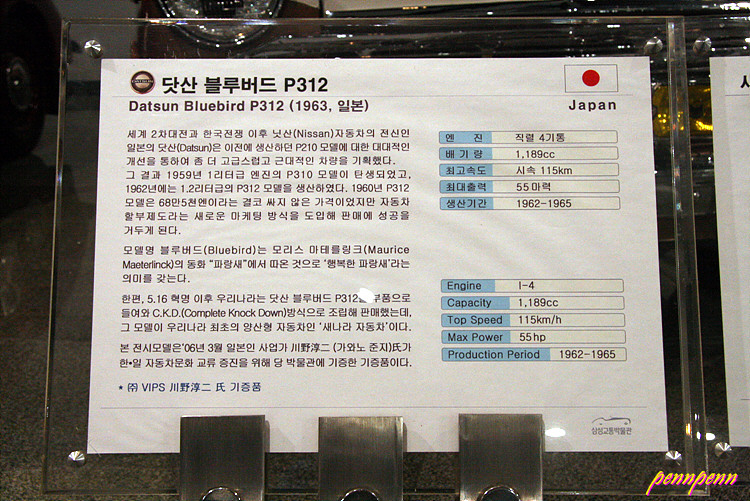 닷산 블루버드 P312
Datsun Bluebird P312 (1963, 일본)
Japan
세계 2차대전과 한국전쟁 이후 닛산(Nissan)자동차의 전신인
일본의 닷산(Datsun)은 이전에 생산하던 P210 모델에 대한 대대적인
개선을 통하여 좀 더 고급스럽고 근대적인 차량을 기획했다.
그 결과 1959년 1리터급 엔진의 P310 모델이 탄생되었고,
1962년에는 1.2리터급의 P312 모델을 생산하였다. 1960년 P312
모델은 68만5천엔이라는 결코 싸지 않은 가격이었지만 자동차
할부제도라는 새로운 마케팅 방식을 도입해 판매에 성공을
거두게 된다.
모델명 블루버드(Bluebird)는 모리스 마테를링크(Maurice
Maeterlinck)의 동화 "파랑새"에서 따온 것으로 '행복한 파랑새'라는
의미를 갖는다.
한편, 5.16 혁명 이후 우리나라는 닷산 블루버드 P312를 부품으로
들여와 C.K.D.(Complete Knock Down)방식으로 조립해 판매했는데,
그 모델이 우리나라 최초의 양산형 자동차인 '새나라 자동차'이다.
본 전시모델은 '06년 3월 일본인 사업가 川野淳二 (가와노 준지)氏가
한•일 자동차문화 교류 증진을 위해 당 박물관에 기증한 기증품이다.
* ㈜ VIPS 川野淳二 氏 기증품
엔 진 직렬 4기통
배 기 량 1,189cc
최고속도 시속 115km
최대출력 55마력
생산기간 1962-1965
Engine I-4
Capacity 1,189cc
Top Speed 115km/h
Max Power 55hp
Production Period 1962-1965
삼성교통박물관
pennpenn